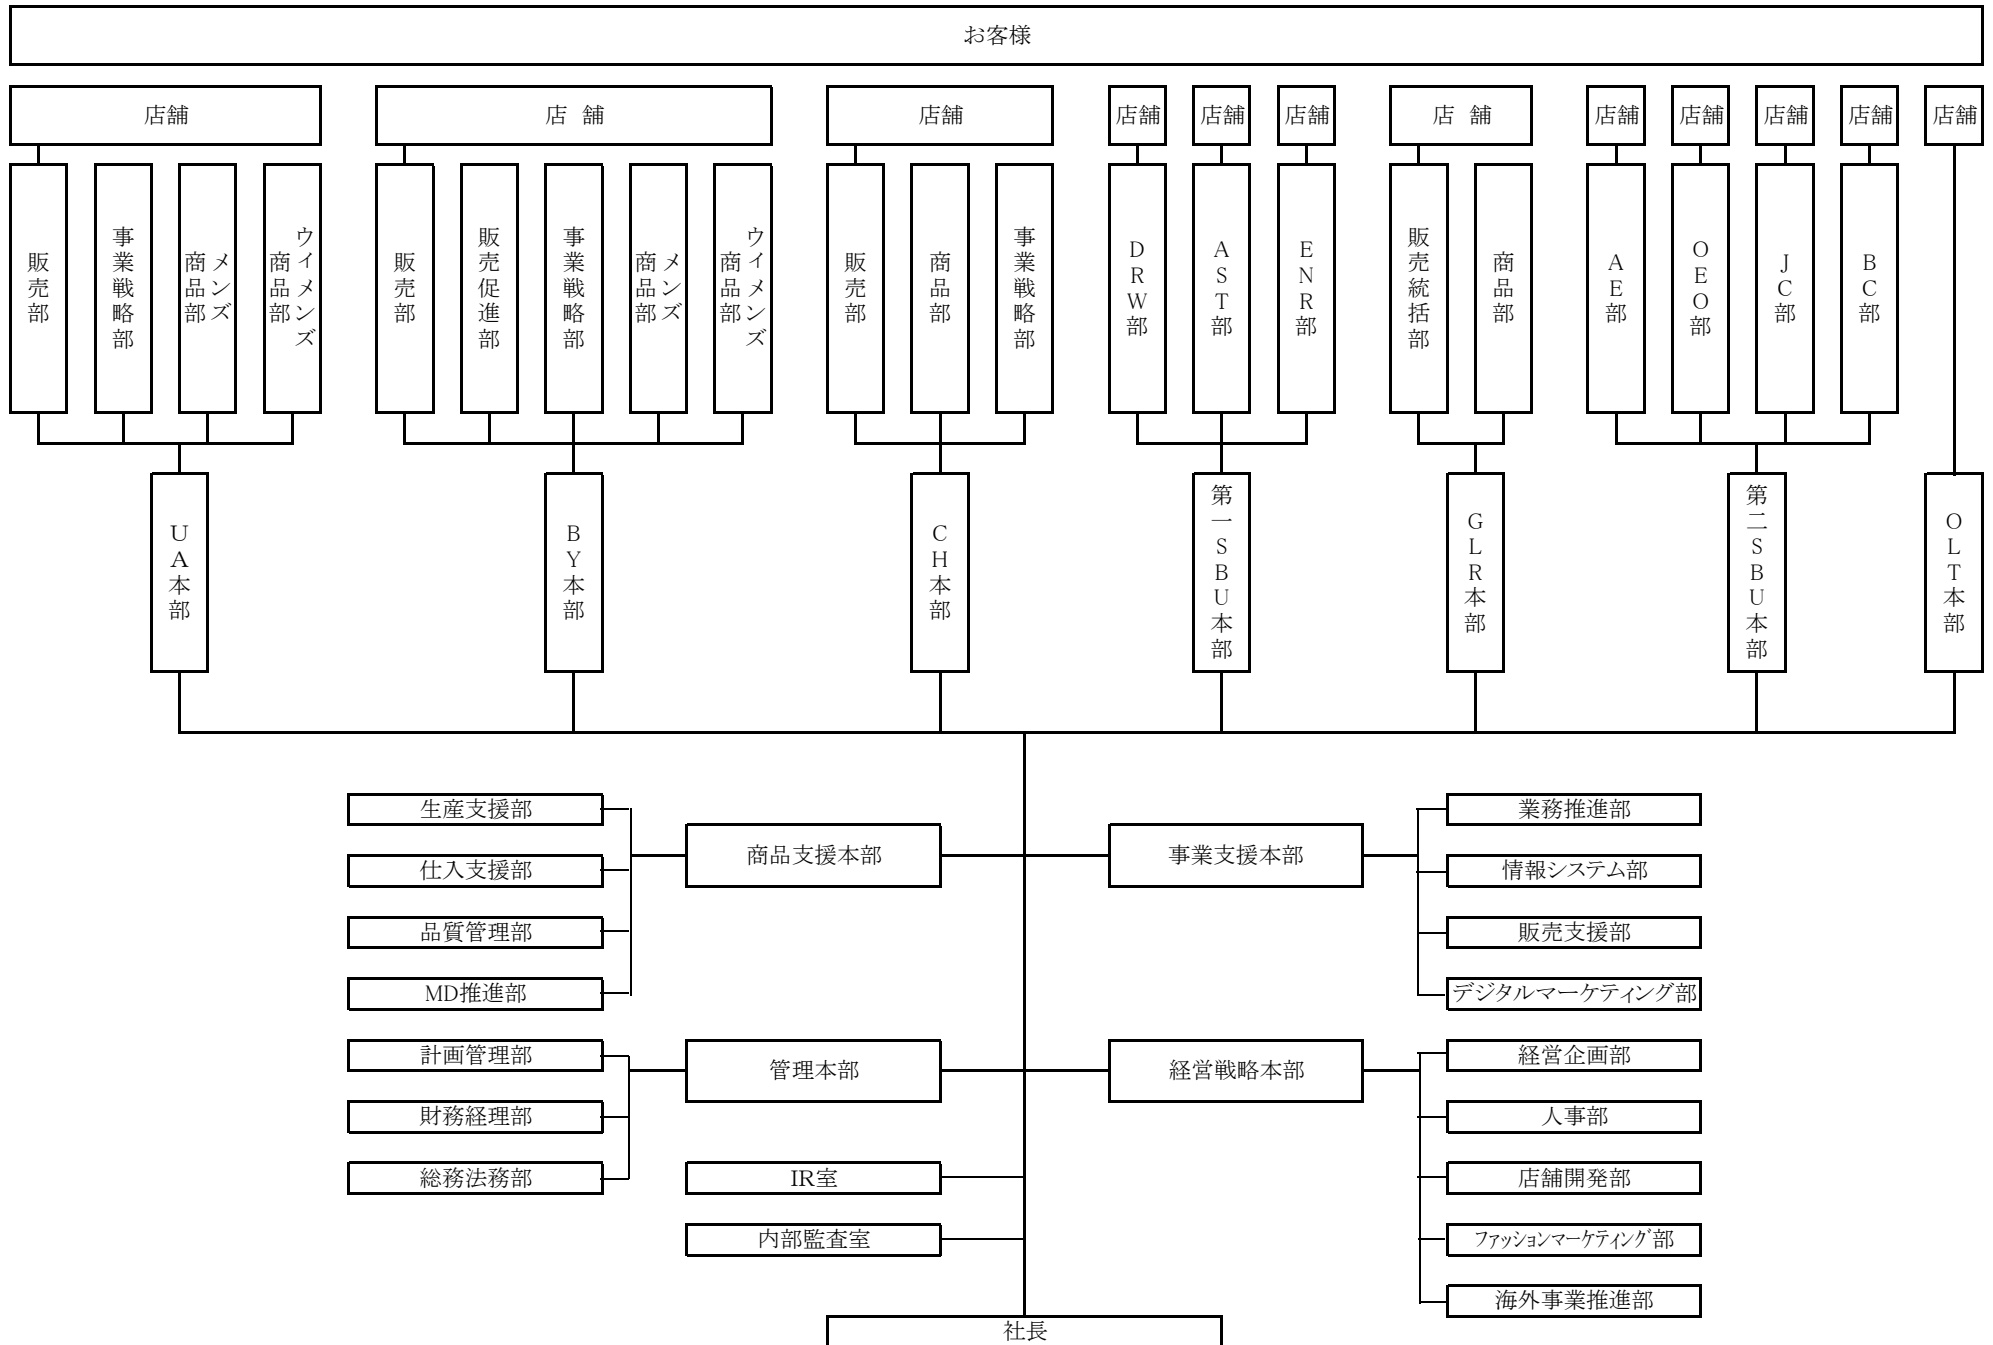 お客様
店舗
店 舗
店舗
店舗
店舗
店舗
店 舗
店舗
店舗
店舗
店舗
店舗
販売部
事業戦略部
メンズ
商品部
ウイメンズ
商品部
販売部
販売促進部
事業戦略部
メンズ
商品部
ウイメンズ
商品部
販売部
商品部
事業戦略部
DRW部
AST部
ENR部
販売統括部
商品部
AE部
OEO部
JC部
BC部
UA本部
BY本部
CH本部
第一SBU本部
GLR本部
第二SBU本部
OLT本部
生産支援部
仕入支援部
品質管理部
MD推進部
商品支援本部
事業支援本部
業務推進部
情報システム部
販売支援部
デジタルマーケティング部
計画管理部
財務経理部
総務法務部
管理本部
経営戦略本部
経営企画部
人事部
店舗開発部
ファッションマーケティング部
海外事業推進部
IR室
内部監査室
社長